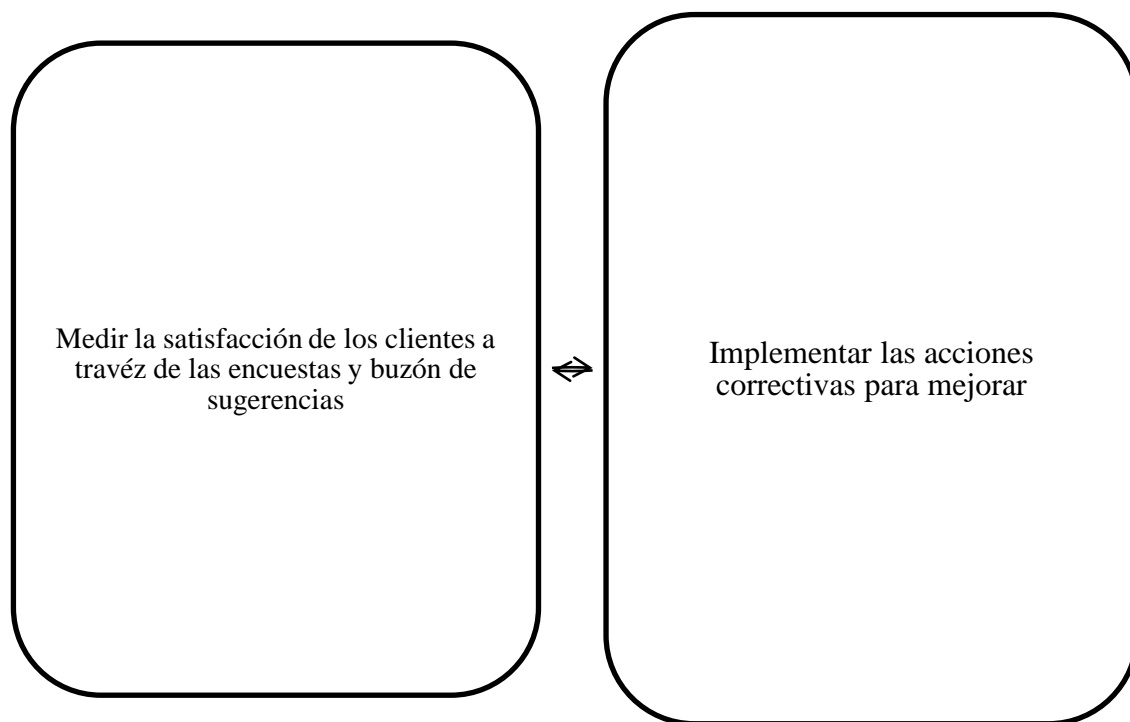 Medir la satisfacción de los clientes a
travéz de las encuestas y buzón de
sugerencias
Implementar las acciones
correctivas para mejorar